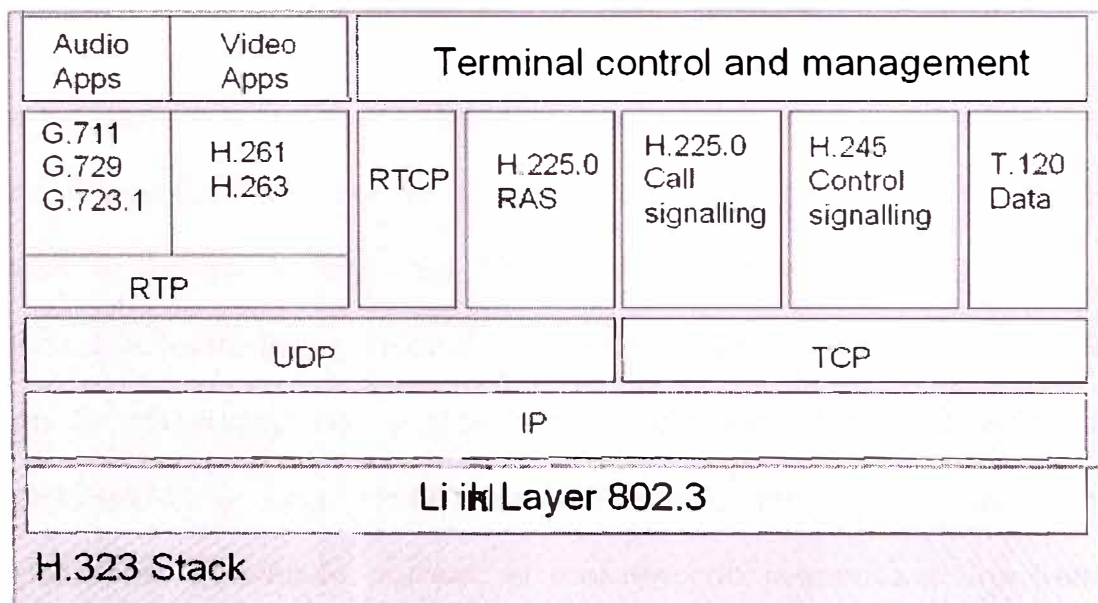 Audio
Apps
Video
Apps
Terminal control and management
G.711
G.729
G.723.1
H.261
H.263
RTCP
H.225.0
RAS
H.225.0
Call
signalling
H.245
Control
signalling
T.120
Data
RTP
UDP
TCP
IP
Layer 802.3
H.323 Stack